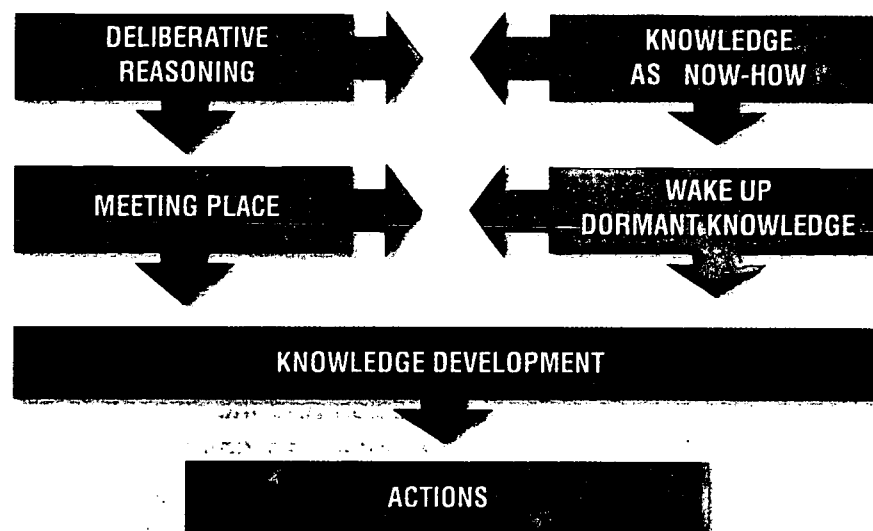 DELIBERATIVE
REASONING
KNOWLEDGE
AS NOW-HOW
MEETING PLACE
WAKE UP
DORMANT KNOWLEDGE
KNOWLEDGE DEVELOPMENT
ACTIONS